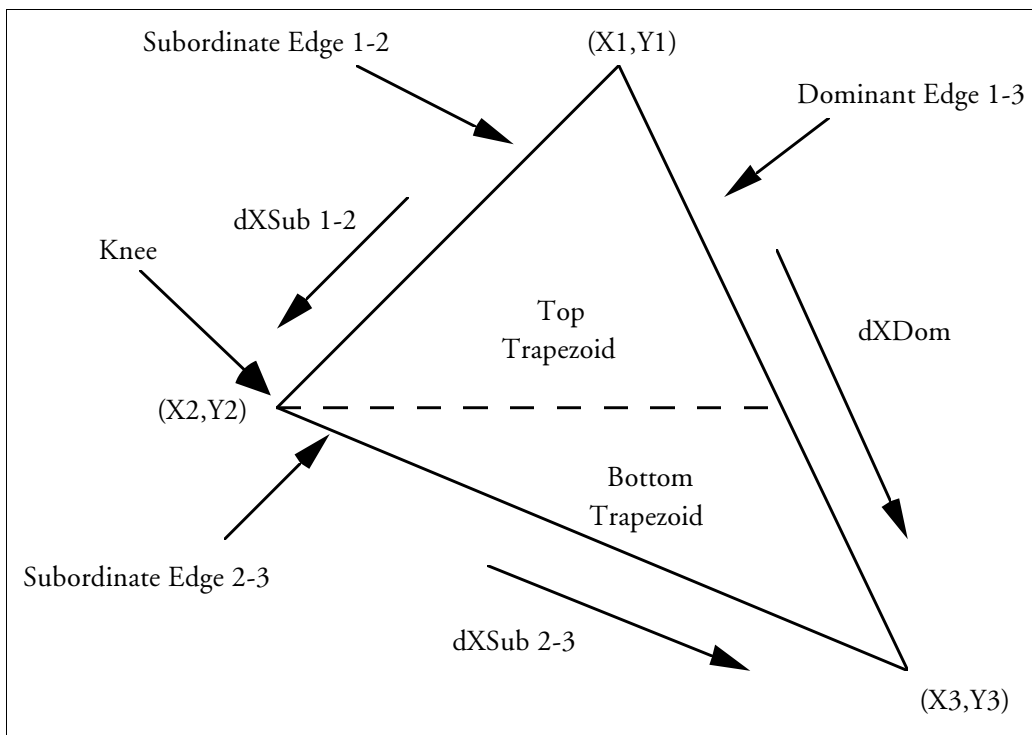 Subordinate Edge 1-2
(X1,Y1)
Dominant Edge 1-3
dXSub 1-2
Knee
Top
Trapezoid
dXDom
(X2,Y2)
Bottom
Trapezoid
Subordinate Edge 2-3
dXSub 2-3
(X3,Y3)